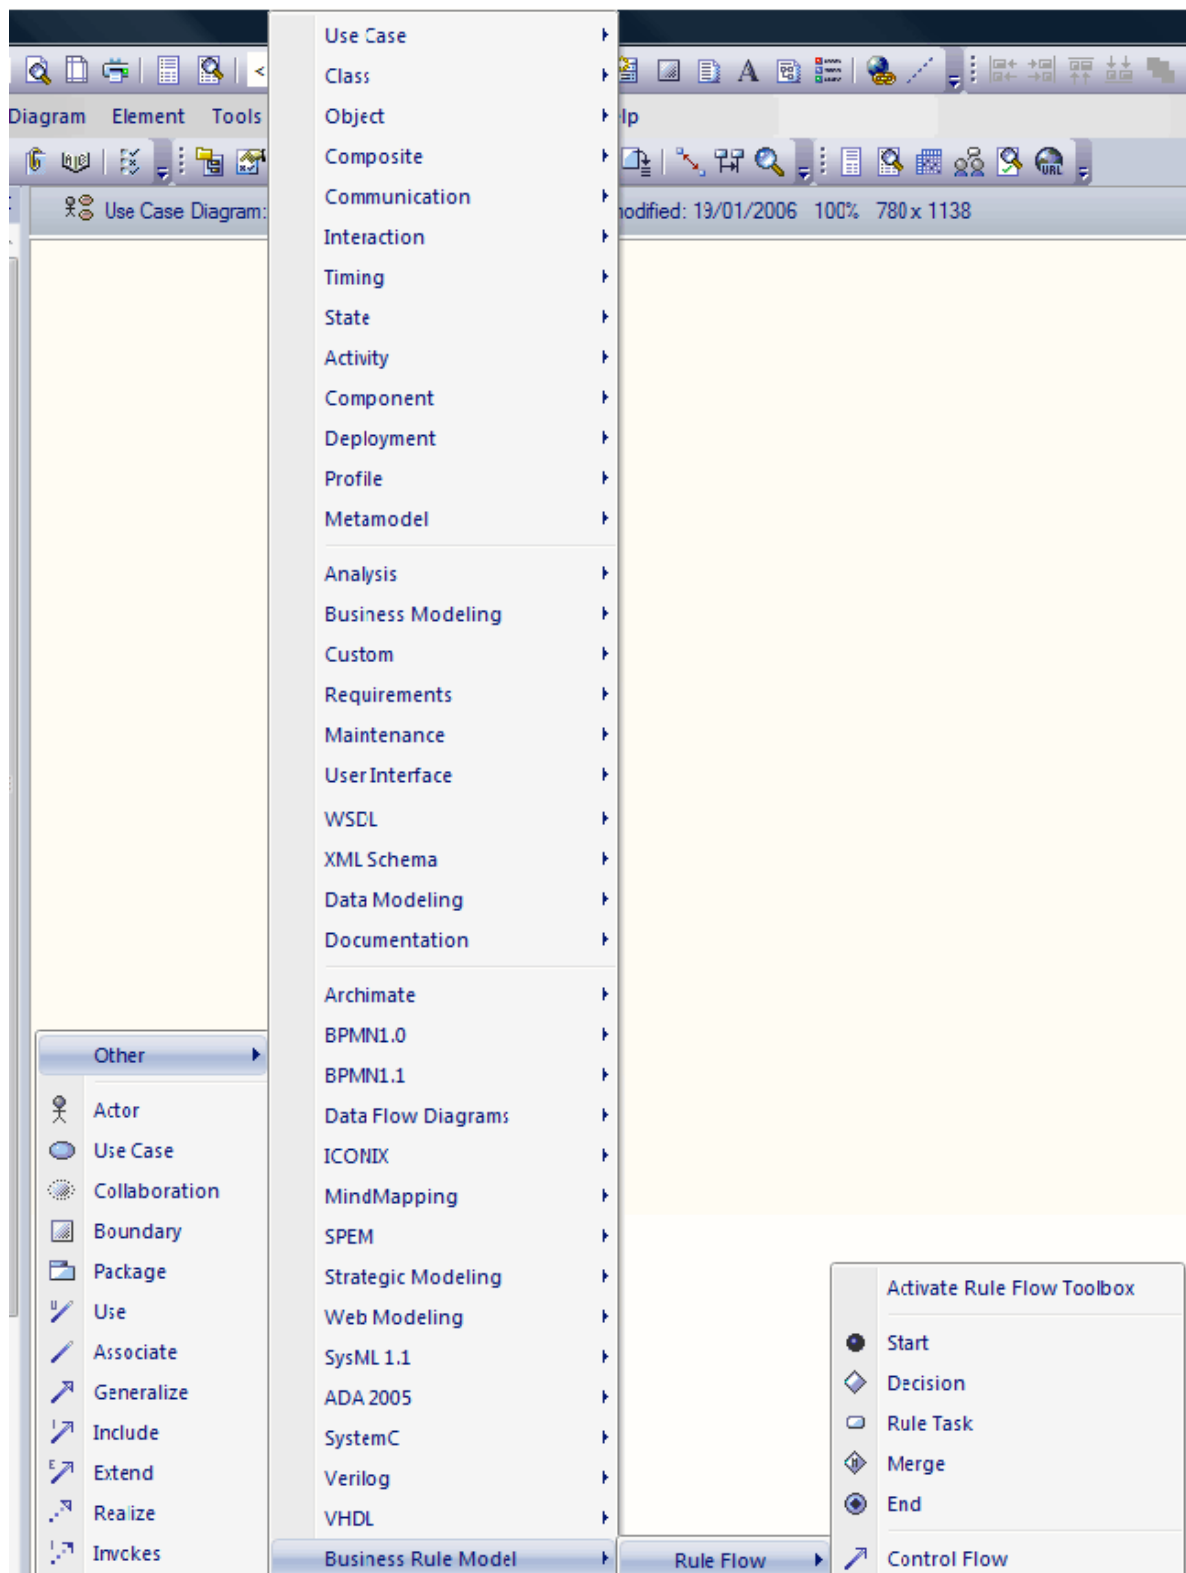 Diagram Element Tools lp
Use Case Diagram: odified: 19/01/2006 100% 780 x 1138
Use Case
Class
Object
Composite
Communication
Interaction
Timing
State
Activity
Component
Deployment
Profile
Metamodel
Analysis
Business Modeling
Custom
Requirements
Maintenance
User Interface
WSDL
XML Schema
Data Modeling
Documentation
Archimate
BPMN1.0
BPMN1.1
Data Flow Diagrams
ICONIX
MindMapping
SPEM
Strategic Modeling
Web Modeling
SysML 1.1
ADA 2005
SystemC
Verilog
VHDL
Business Rule Model
Other
Actor
Use Case
Collaboration
Boundary
Package
Use
Associate
Generalize
Include
Extend
Realize
Invokes
Rule Flow
Activate Rule Flow Toolbox
Start
Decision
Rule Task
Merge
End
Control Flow